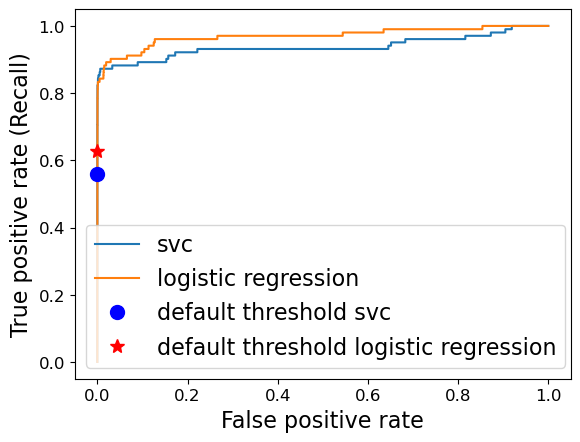 1.0
0.8
0.6
0.4
0.2
0.0
True positive rate (Recall)
svc
logistic regression
default threshold svc
default threshold logistic regression
0.0 0.2 0.4 0.6 0.8 1.0
False positive rate